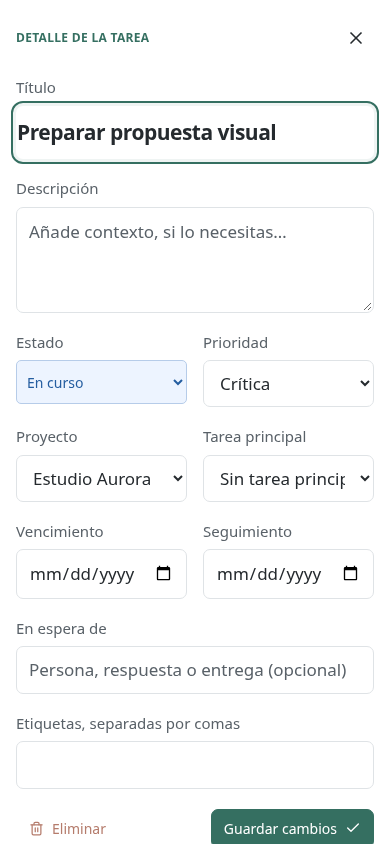 DETALLE DE LA TAREA
Título
Preparar propuesta visual
Descripción
Añade contexto, si lo necesitas...
Estado
Prioridad
En curso
Crítica
Proyecto
Tarea principal
Estudio Aurora
Sin tarea princip
Vencimiento
Seguimiento
mm/dd/yyyy
mm/dd/yyyy
En espera de
Persona, respuesta o entrega (opcional)
Etiquetas, separadas por comas
Eliminar
Guardar cambios